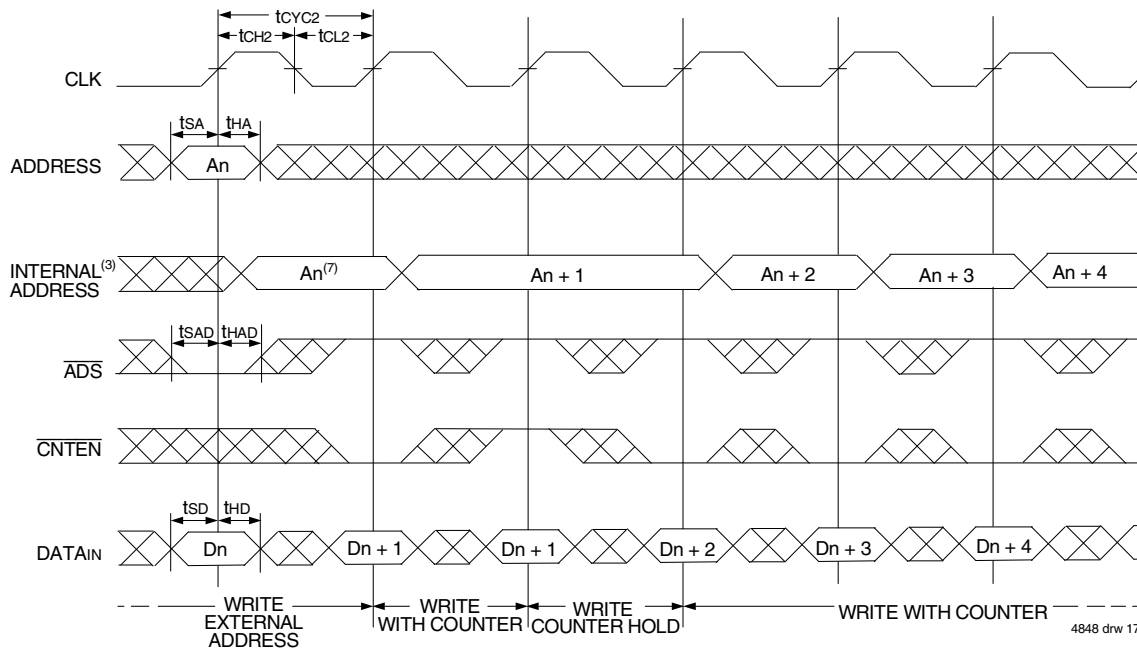 tCYC2
tCH2 tCL2
CLK
tSA tHA
ADDRESS An
INTERNAL(3) ADDRESS An(7) An + 1 An + 2 An + 3 An + 4
tSAD tHAD
ADS
CNTEN
tSD tHD
DATAIN Dn Dn + 1 Dn + 1 Dn + 2 Dn + 3 Dn + 4
WRITE EXTERNAL ADDRESS
WRITE WITH COUNTER
WRITE COUNTER HOLD
WRITE WITH COUNTER
4848 drw 17